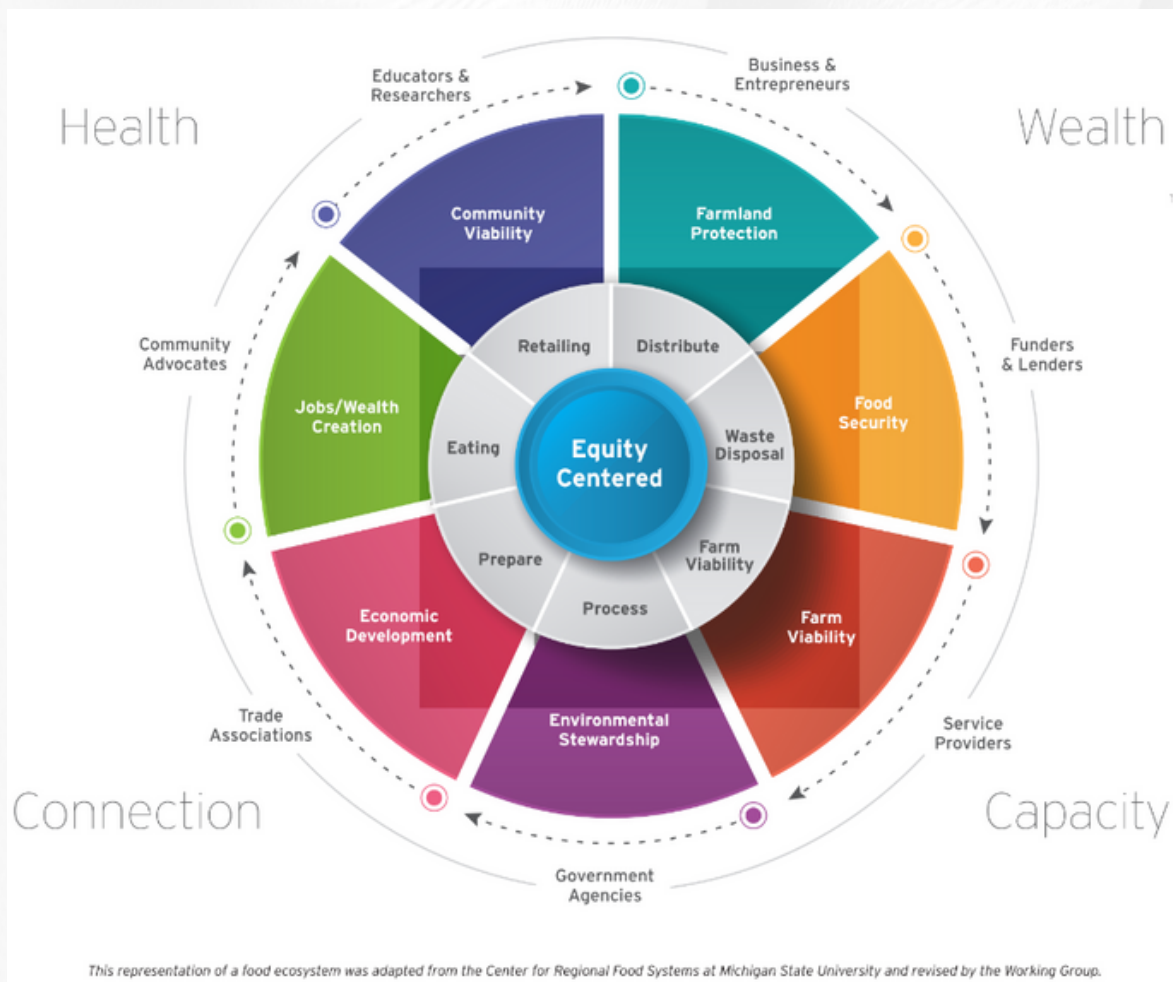 Educators &
Researchers
Business &
Entrepreneurs
Health
Wealth
Community
Viability
Farmland
Protection
Community
Advocates
Retailing
Distribute
Funders
& Lenders
Jobs/Wealth
Creation
Food
Security
Eating
Equity
Centered
Waste
Disposal
Prepare
Farm
Viability
Process
Economic
Development
Farm
Viability
Environmental
Stewardship
Trade
Associations
Service
Providers
Connection
Capacity
Government
Agencies
This representation of a food ecosystem was adapted from the Center for Regional Food Systems at Michigan State University and revised by the Working Group.